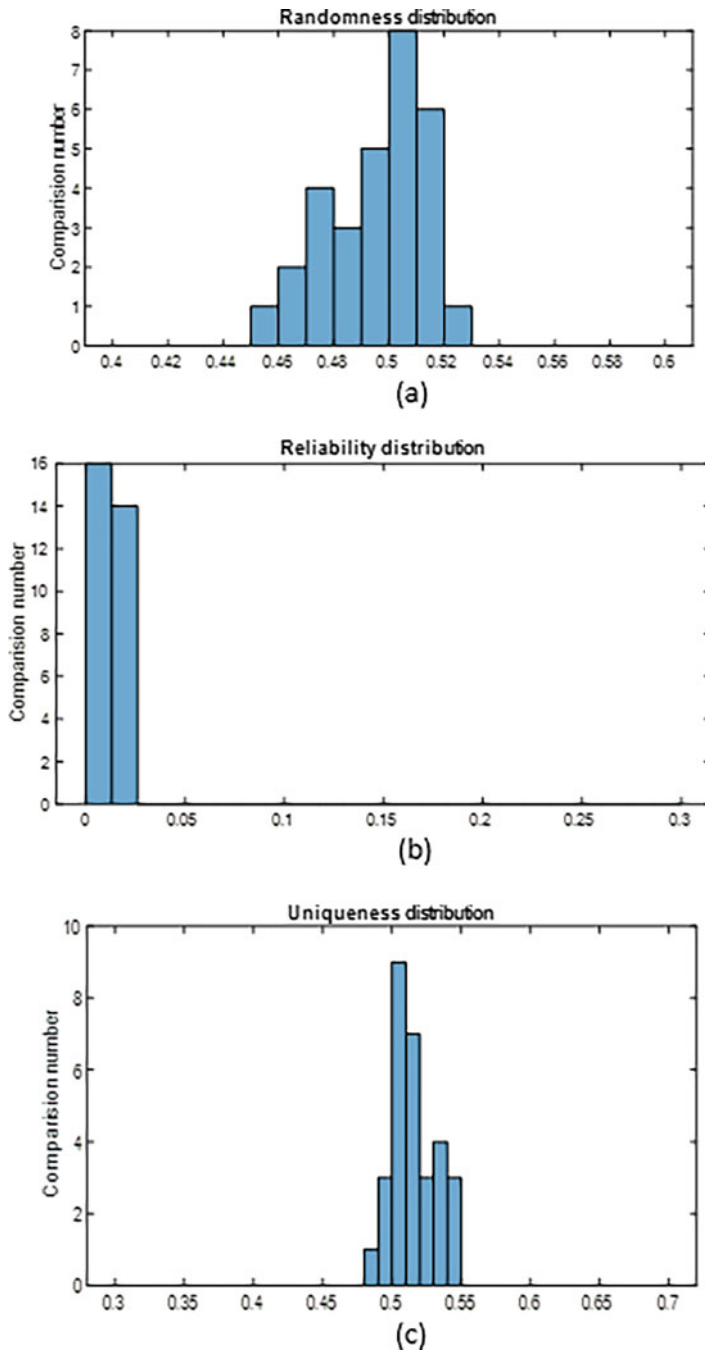 Randomness distribution
8
7
6
5
4
3
2
1
0
Comparision number
0.4 0.42 0.44 0.46 0.48 0.5 0.52 0.54 0.56 0.58 0.6
(a)
Reliability distribution
16
14
12
10
8
6
4
2
0
Comparision number
0 0.05 0.1 0.15 0.2 0.25 0.3
(b)
Uniqueness distribution
10
8
6
4
2
0
Comparision number
0.3 0.35 0.4 0.45 0.5 0.55 0.6 0.65 0.7
(c)